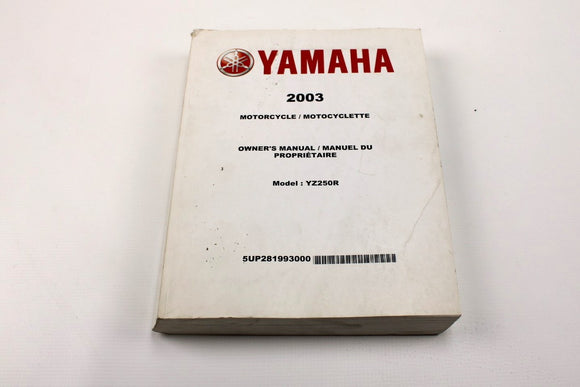 YAMAHA
2003
MOTORCYCLE / MOTOCYCLETTE
OWNER'S MANUAL / MANUEL DU
PROPRIÉTAIRE
Model : YZ250R
5UP281993000